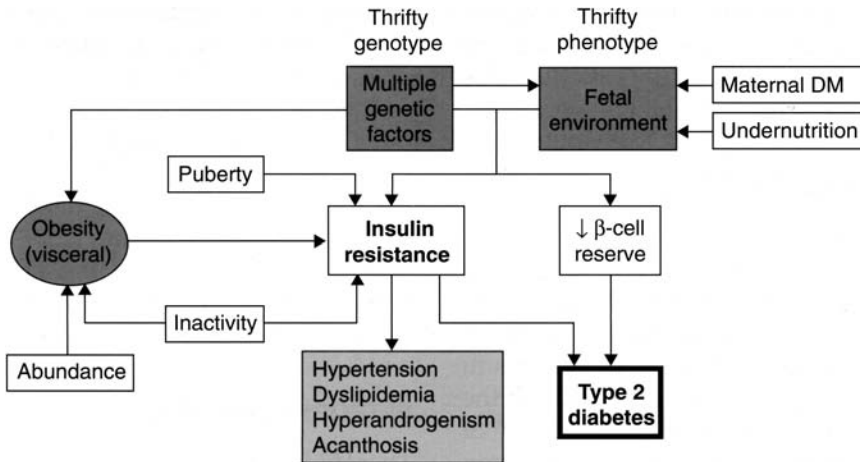 Thrifty
genotype
Thrifty
phenotype
Multiple
genetic
factors
Fetal
environment
Maternal DM
Undernutrition
Puberty
Obesity
(visceral)
Insulin
resistance
↓ β-cell
reserve
Inactivity
Abundance
Hypertension
Dyslipidemia
Hyperandrogenism
Acanthosis
Type 2
diabetes